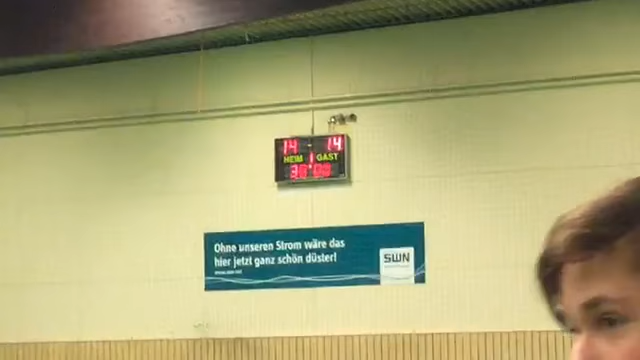 14 14
HEIM 1 GAST
30:00
Ohne unseren Strom wäre das
hier jetzt ganz schön düster!
SWN